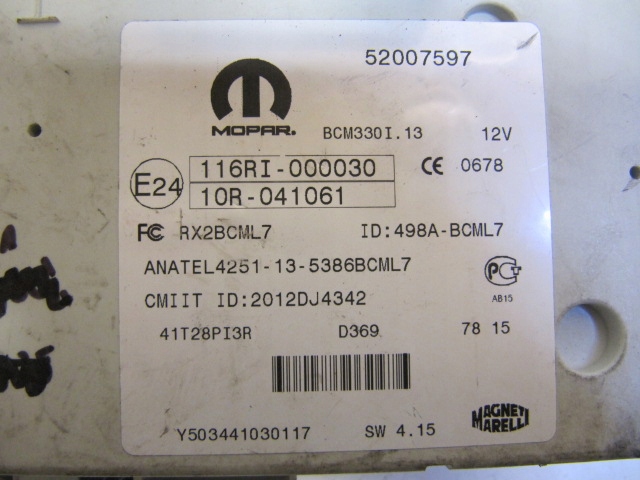 52007597
MOPAR.
BCM330I.13 12V
E24 116RI-000030 CE 0678
10R-041061
FC RX2BCML7 ID:498A-BCML7
ANATEL4251-13-5386BCML7
CMIIT ID:2012DJ4342 AB15
41T28PI3R D369 78 15
Y503441030117 SW 4.15
MAGNETI
MARELLI